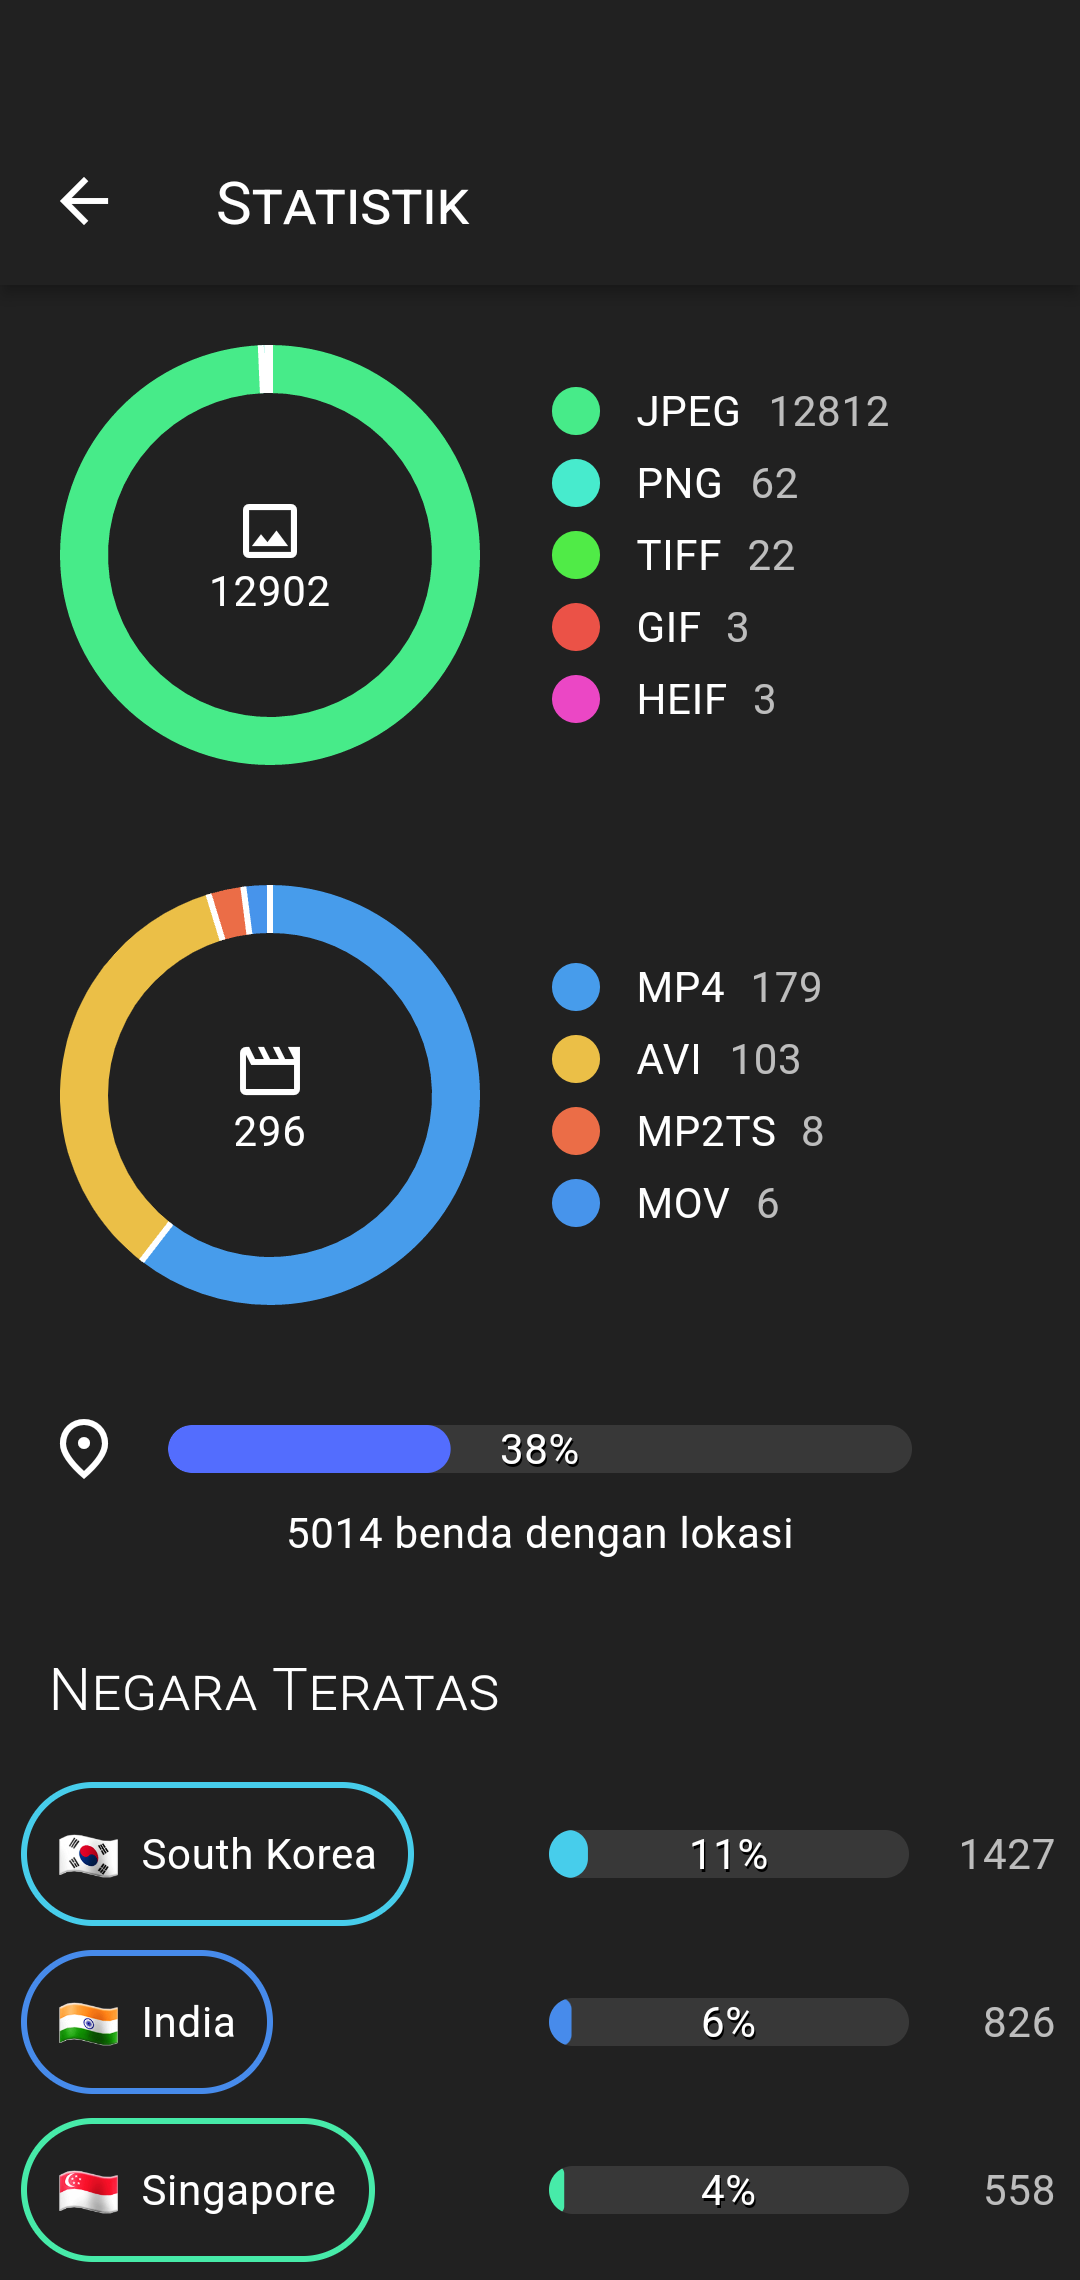 Statistik
JPEG 12812
PNG 62
TIFF 22
GIF 3
HEIF 3
12902
MP4 179
AVI 103
MP2TS 8
MOV 6
296
38%
5014 benda dengan lokasi
Negara Teratas
South Korea 11% 1427
India 6% 826
Singapore 4% 558